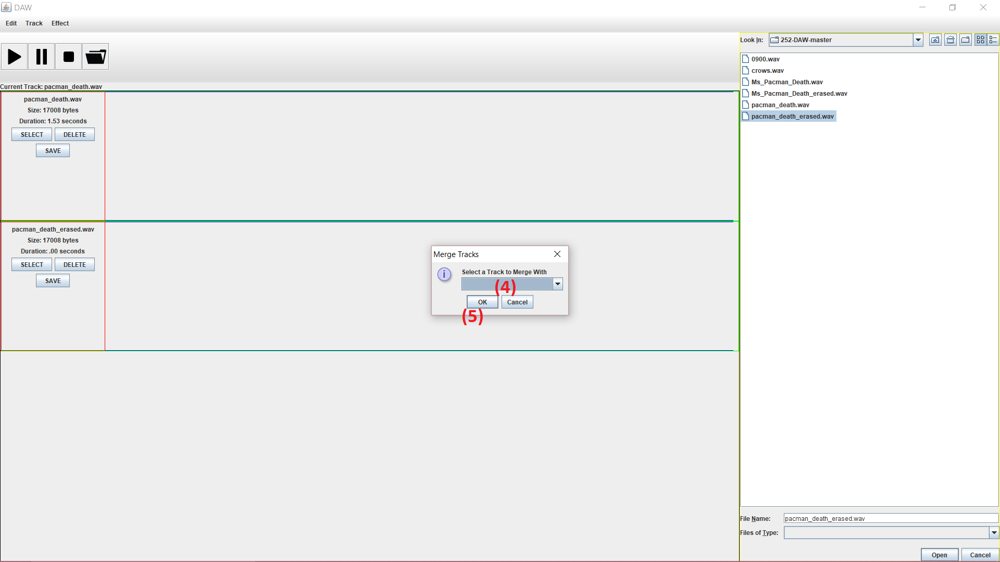 DAW
Edit Track Effect
Current Track: pacman_death.wav
pacman_death.wav
Size: 17008 bytes
Duration: 1.53 seconds
SELECT DELETE
SAVE
pacman_death_erased.wav
Size: 17008 bytes
Duration: .00 seconds
SELECT DELETE
SAVE
Merge Tracks
Select a Track to Merge With
(4)
OK Cancel
(5)
Look In: 252-DAW-master
0900.wav
crows.wav
Ms_Pacman_Death.wav
Ms_Pacman_Death_erased.wav
pacman_death.wav
pacman_death_erased.wav
File Name: pacman_death_erased.wav
Files of Type:
Open Cancel